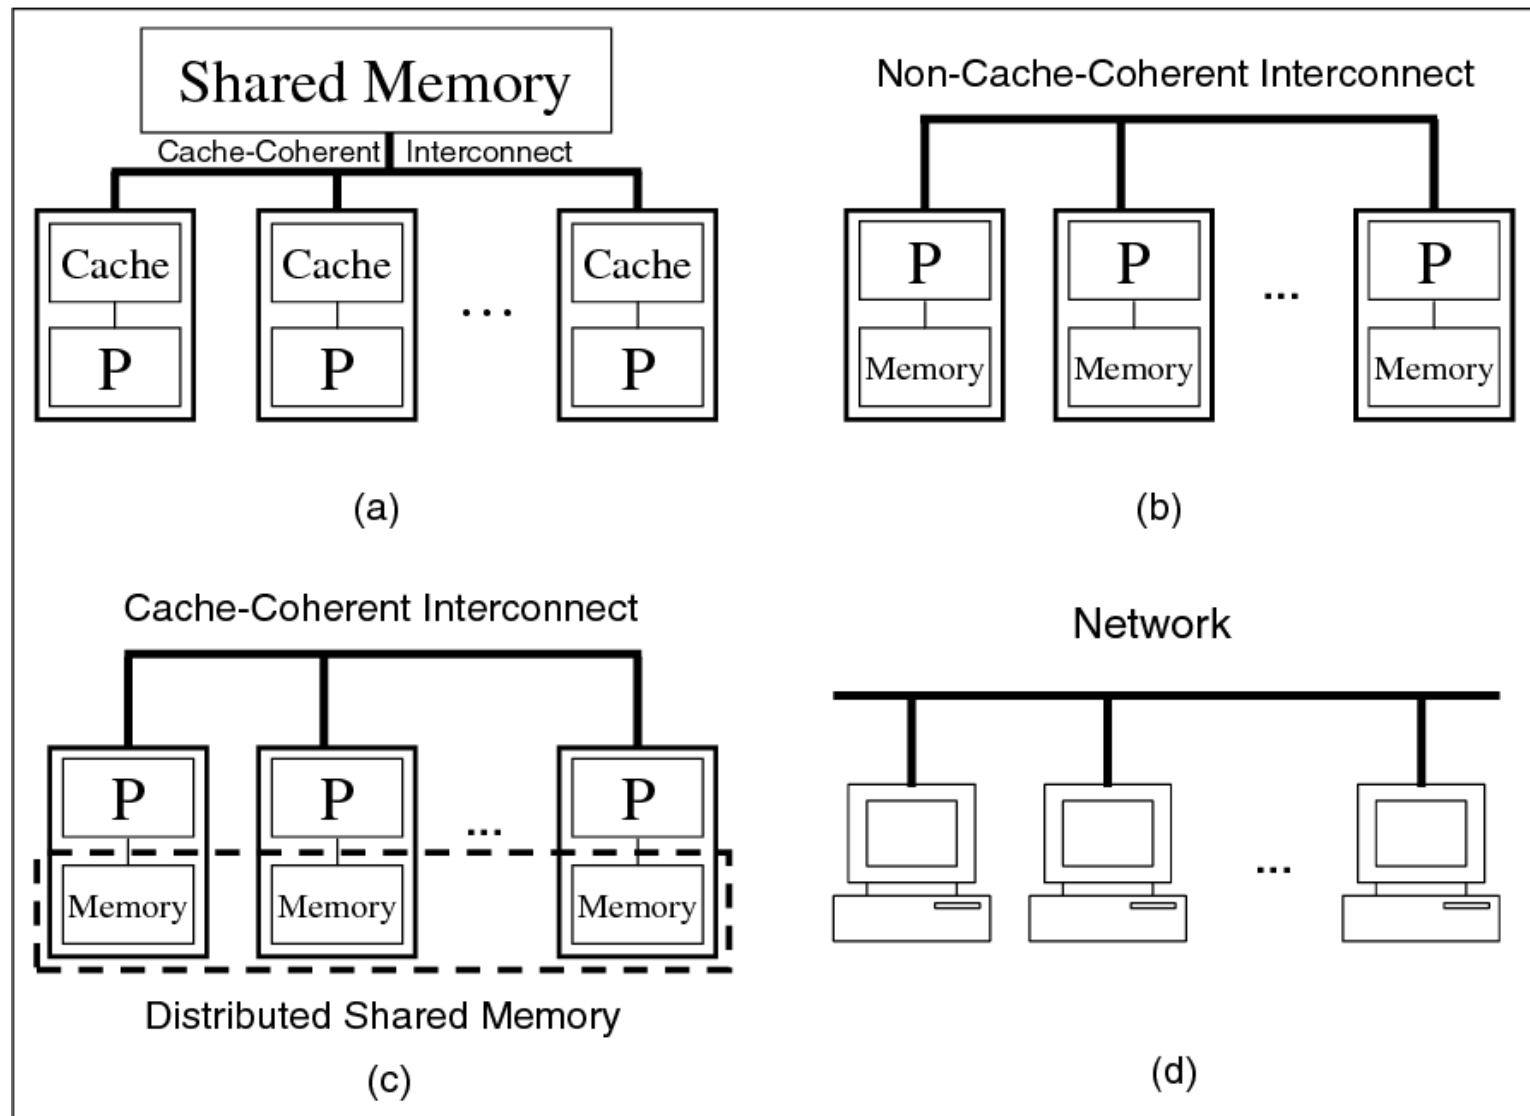 Shared Memory
Cache-Coherent Interconnect
Cache Cache ... Cache
P P P
(a)
Non-Cache-Coherent Interconnect
P P ... P
Memory Memory Memory
(b)
Cache-Coherent Interconnect
P P ... P
Memory Memory Memory
Distributed Shared Memory
(c)
Network
...
(d)